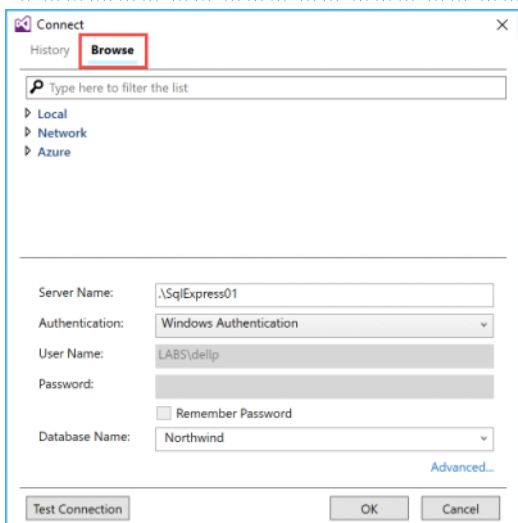 Connect
History Browse
Type here to filter the list
Local
Network
Azure
Server Name: .\SqlExpress01
Authentication: Windows Authentication
User Name: LABS\dellp
Password:
Remember Password
Database Name: Northwind
Advanced...
Test Connection OK Cancel